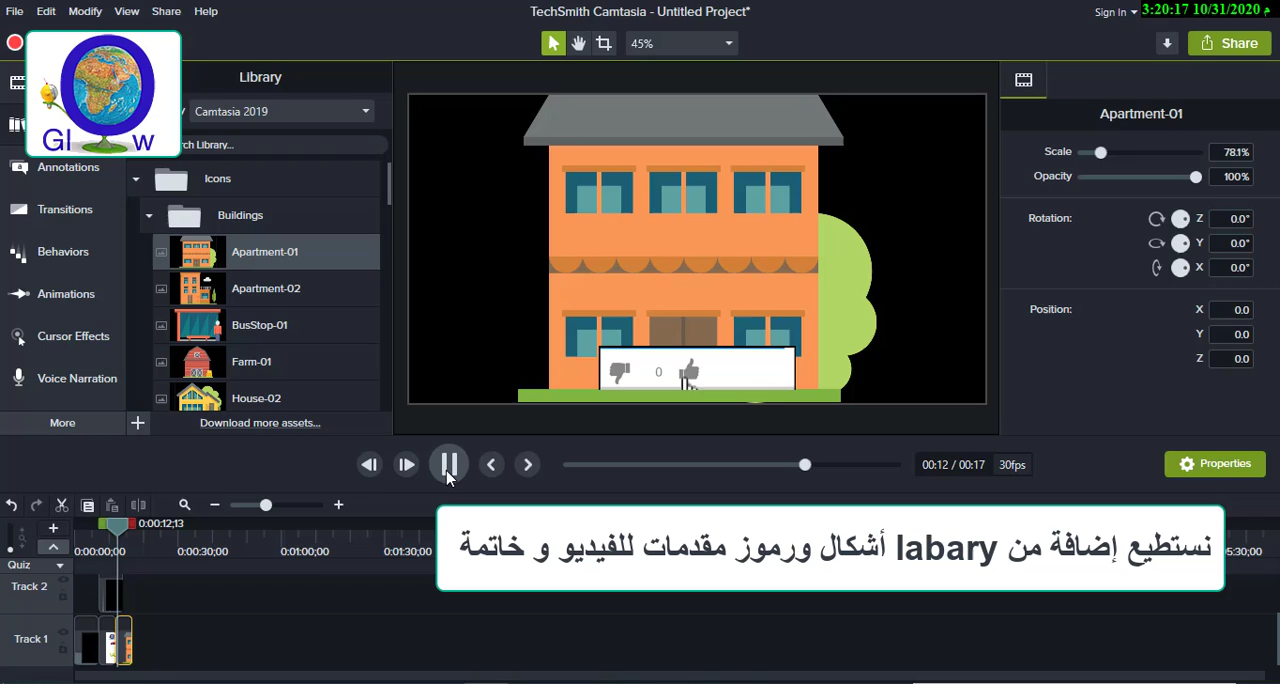 File Edit Modify View Share Help
TechSmith Camtasia - Untitled Project*
Sign In
3:20:17 10/31/2020 م
45%
Share
Glow
Library
Camtasia 2019
rch Library...
Annotations
Transitions
Behaviors
Animations
Cursor Effects
Voice Narration
More
Icons
Buildings
Apartment-01
Apartment-02
BusStop-01
Farm-01
House-02
Download more assets...
0
Apartment-01
Scale 78.1%
Opacity 100%
Rotation: Z 0.0°
Y 0.0°
X 0.0°
Position: X 0.0
Y 0.0
Z 0.0
00:12 / 00:17 30fps
Properties
0:00:12;13
0:00:00;00 0:00:30;00 0:01:00;00 0:01:30;00 5:30;00
Quiz
Track 2
Track 1
نستطيع إضافة من labary أشكال ورموز مقدمات للفيديو و خاتمة